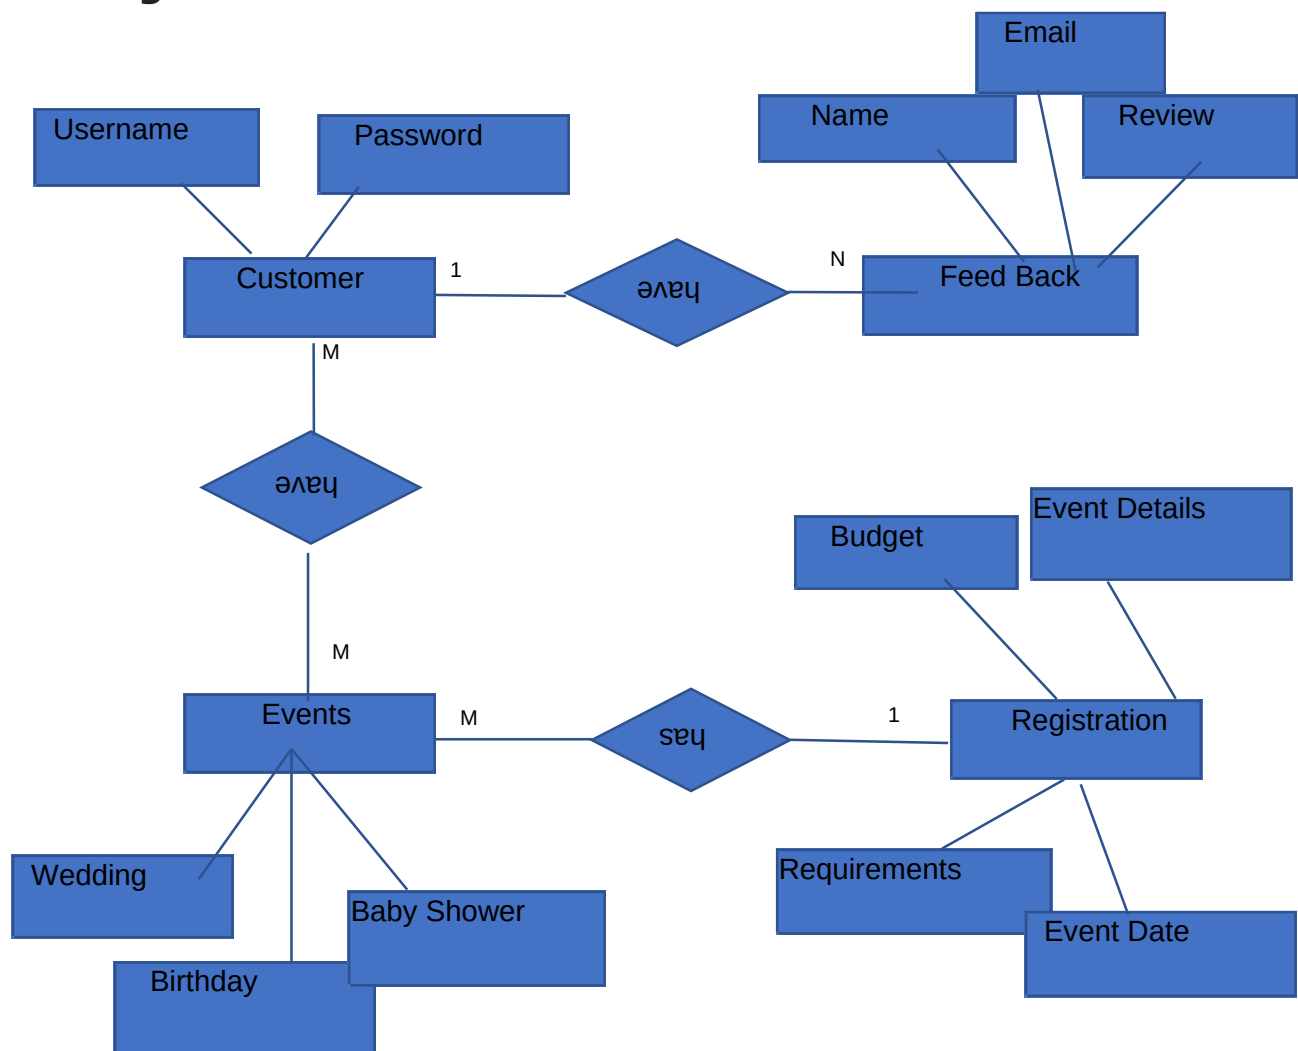 Email
Name
Review
Username
Password
Customer
1
have
N
Feed Back
M
have
M
Budget
Event Details
Events
M
has
1
Registration
Wedding
Baby Shower
Birthday
Requirements
Event Date